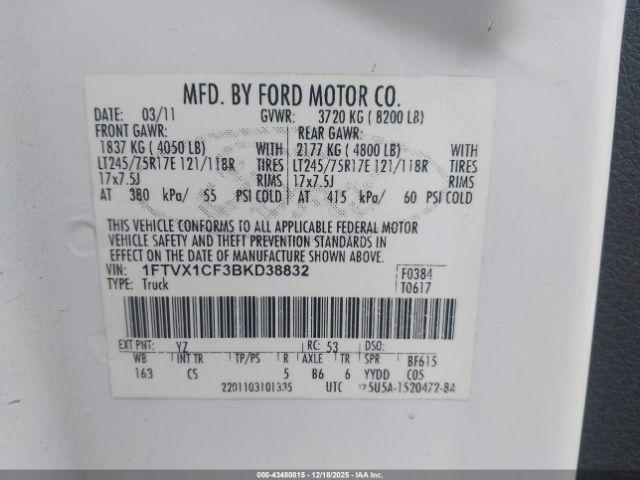 MFD. BY FORD MOTOR CO.
DATE: 03/11 GVWR: 3720 KG ( 8200 LB)
FRONT GAWR: REAR GAWR:
1837 KG ( 4050 LB) WITH 2177 KG ( 4800 LB) WITH
LT245/75R17E 121/118R TIRES LT245/75R17E 121/118R TIRES
17x7.5J RIMS 17x7.5J RIMS
AT 380 kPa/ 55 PSI COLD AT 415 kPa/ 60 PSI COLD
THIS VEHICLE CONFORMS TO ALL APPLICABLE FEDERAL MOTOR
VEHICLE SAFETY AND THEFT PREVENTION STANDARDS IN
EFFECT ON THE DATE OF MANUFACTURE SHOWN ABOVE.
VIN: 1FTVX1CF3BKD38832 F0384
TYPE: Truck T0617
EXT PNT: YZ RC: 53 DSO:
WB INT TR TP/PS R AXLE TR SPR BF615
163 CS 5 B6 6 YYDD C05
2201103101335 UTC 5U5A-1520472-BA
000-43480815 - 12/18/2025 - IAAI.COM